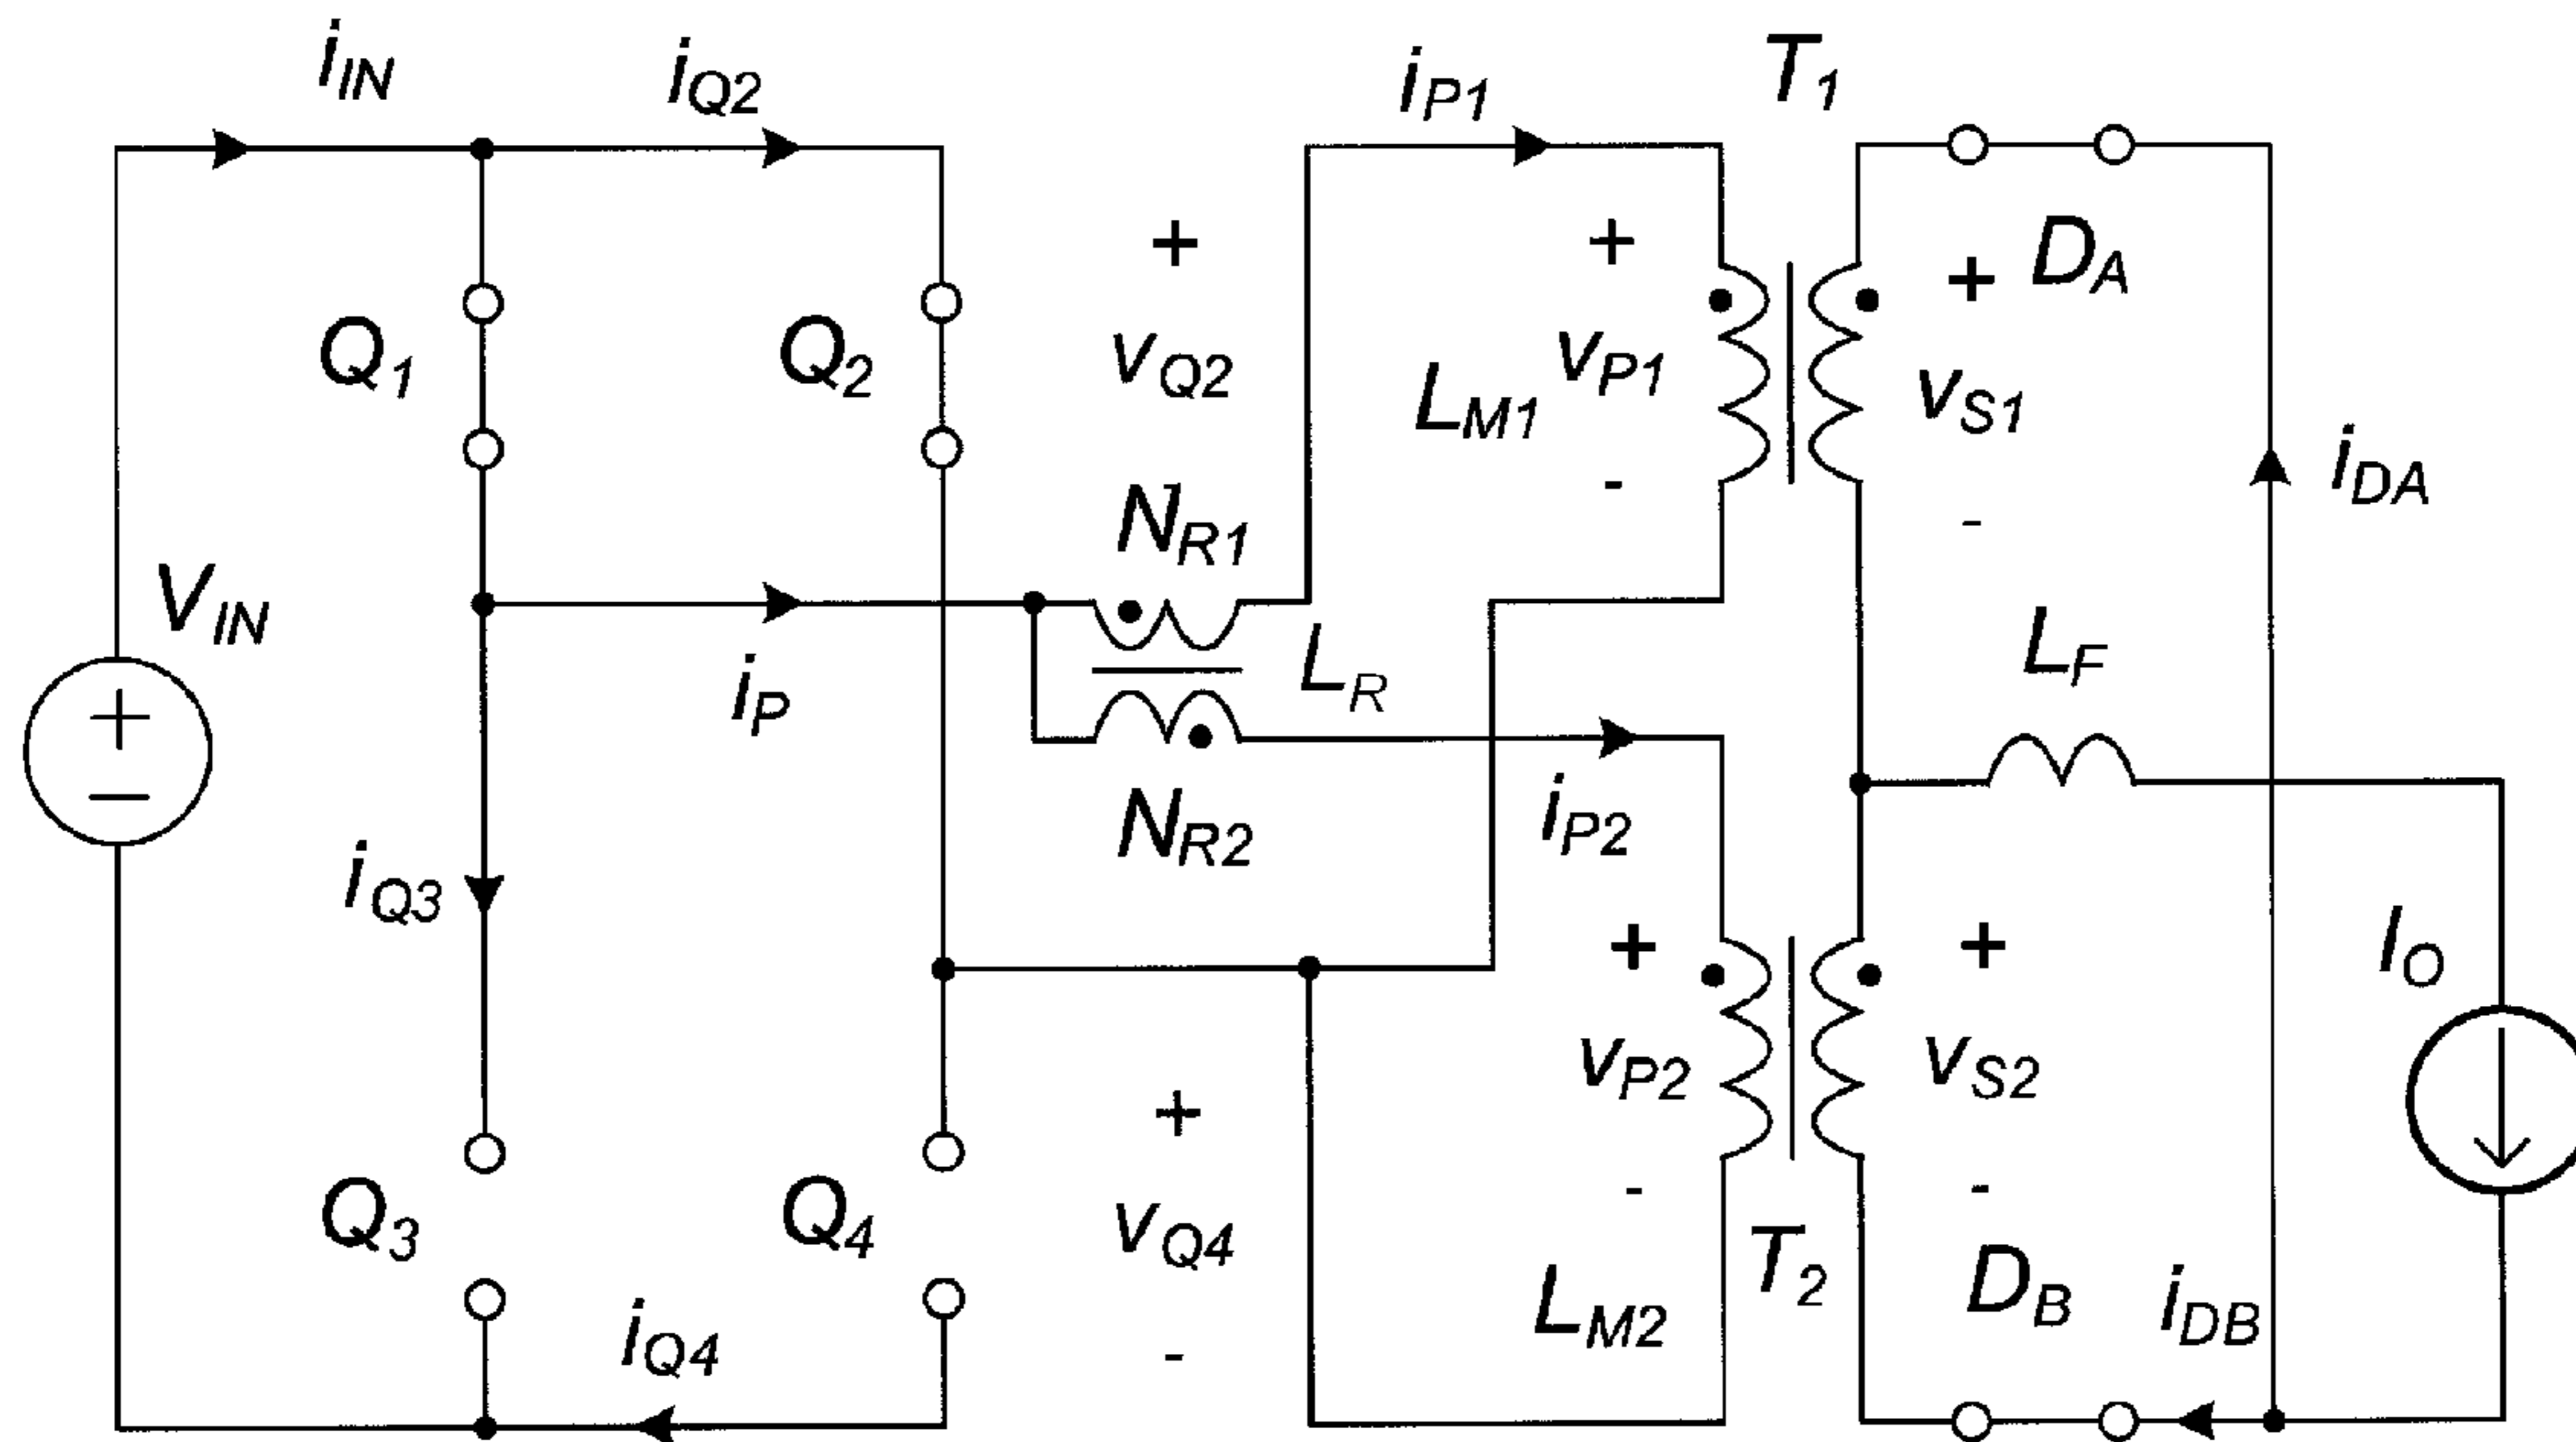 i_IN
i_Q2
i_P1
T_1
+
+
+
D_A
Q_1
Q_2
v_Q2
v_P1
v_S1
L_M1
i_DA
-
-
N_R1
V_IN
+
−
i_P
L_R
L_F
i_Q3
N_R2
i_P2
I_O
+
+
+
v_P2
v_S2
Q_3
Q_4
v_Q4
-
-
T_2
D_B
i_DB
i_Q4
L_M2
-